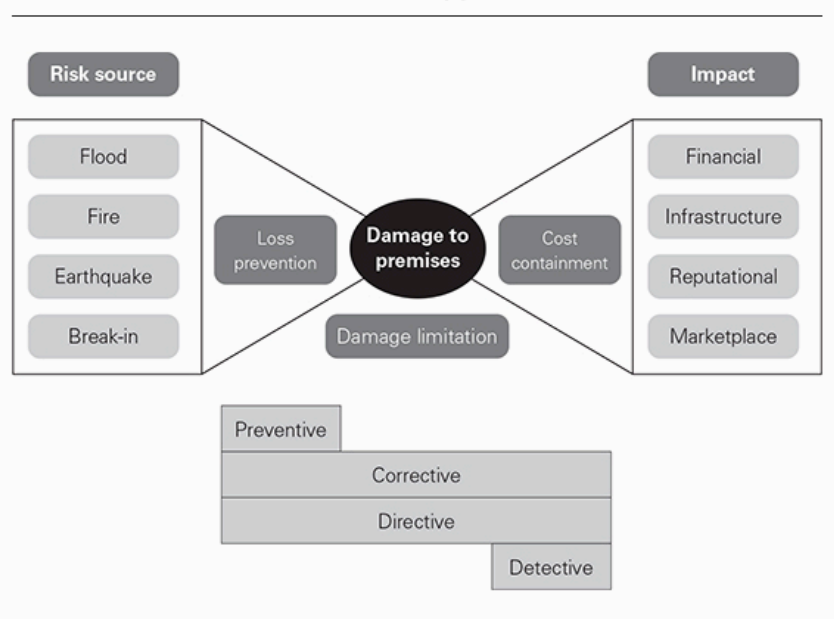 Risk source
Impact
Flood
Fire
Earthquake
Break-in
Loss
prevention
Damage to
premises
Cost
containment
Damage limitation
Financial
Infrastructure
Reputational
Marketplace
Preventive
Corrective
Directive
Detective